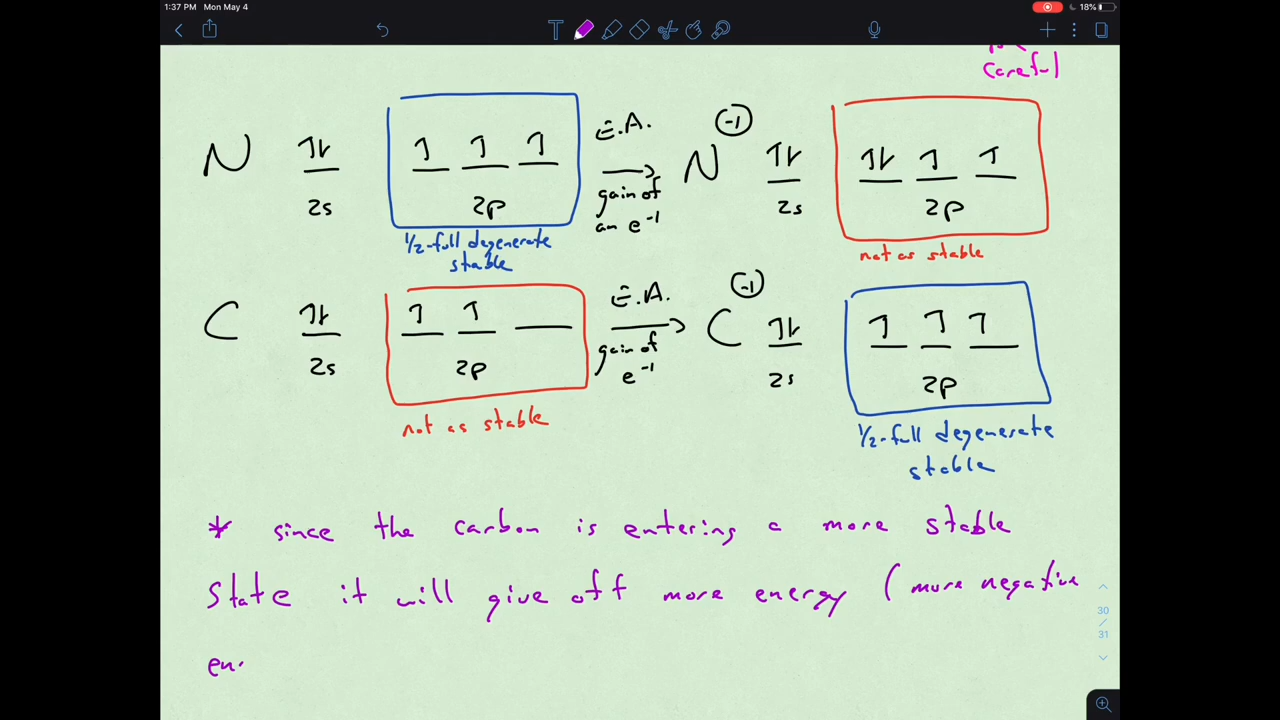 1:37 PM Mon May 4
18%
careful
N 2s 2p E.A. gain of an e⁻¹ N -1 2s 2p
1/2-full degenerate
stable
not as stable
C 2s 2p E.A. gain of e⁻¹ C -1 2s 2p
not as stable
1/2-full degenerate
stable
* since the carbon is entering a more stable
state it will give off more energy (more negative
en
30
/
31